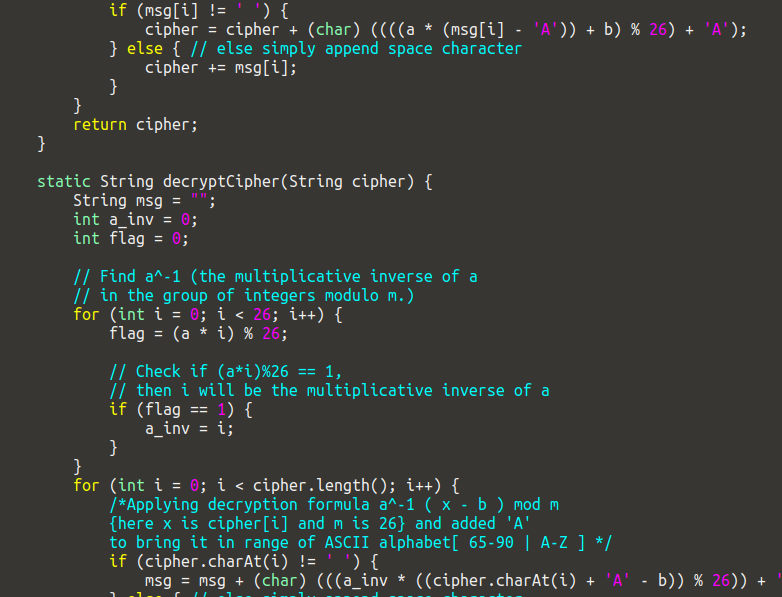 if (msg[i] != ' ') {
cipher = cipher + (char) ((((a * (msg[i] - 'A')) + b) % 26) + 'A');
} else { // else simply append space character
cipher += msg[i];
}
}
return cipher;
}
static String decryptCipher(String cipher) {
String msg = "";
int a_inv = 0;
int flag = 0;
// Find a^-1 (the multiplicative inverse of a
// in the group of integers modulo m.)
for (int i = 0; i < 26; i++) {
flag = (a * i) % 26;
// Check if (a*i)%26 == 1,
// then i will be the multiplicative inverse of a
if (flag == 1) {
a_inv = i;
}
}
for (int i = 0; i < cipher.length(); i++) {
/*Applying decryption formula a^-1 ( x - b ) mod m
{here x is cipher[i] and m is 26} and added 'A'
to bring it in range of ASCII alphabet[ 65-90 | A-Z ] */
if (cipher.charAt(i) != ' ') {
msg = msg + (char) (((a_inv * ((cipher.charAt(i) + 'A' - b)) % 26)) + '
} else { // else simply append space character